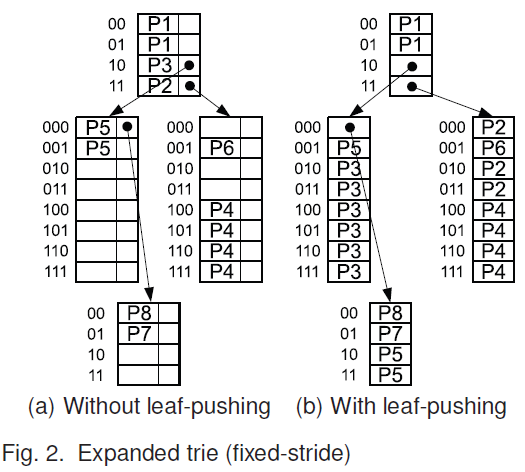 00 P1 00
01 P1 01 P1
10 P3 10
11 P2 11
000 P5 000 000 000 P2
001 P5 001 P6 001 P5 001 P6
010 010 010 P3 010 P2
011 011 011 P3 011 P2
100 100 P4 100 P3 100 P4
101 101 P4 101 P3 101 P4
110 110 P4 110 P3 110 P4
111 111 P4 111 P3 111 P4
00 P8 00 P8
01 P7 01 P7
10 10 P5
11 11 P5
(a) Without leaf-pushing (b) With leaf-pushing
Fig. 2. Expanded trie (fixed-stride)